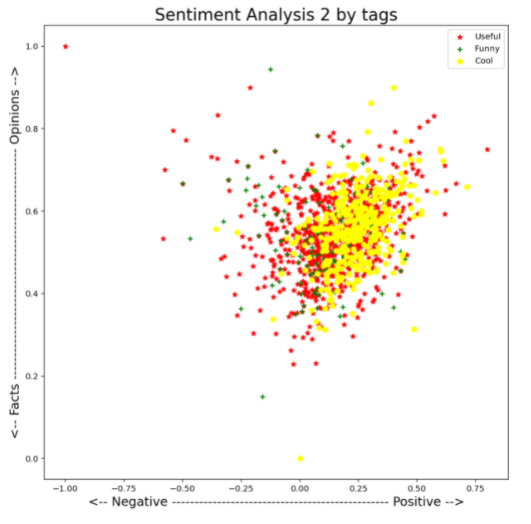 Sentiment Analysis 2 by tags
Useful
Funny
Cool
<-- Facts ---------------------- Opinions -->
1.0
0.8
0.6
0.4
0.2
0.0
−1.00
−0.75
−0.50
−0.25
0.00
0.25
0.50
0.75
<-- Negative ------------------------------------------------ Positive -->